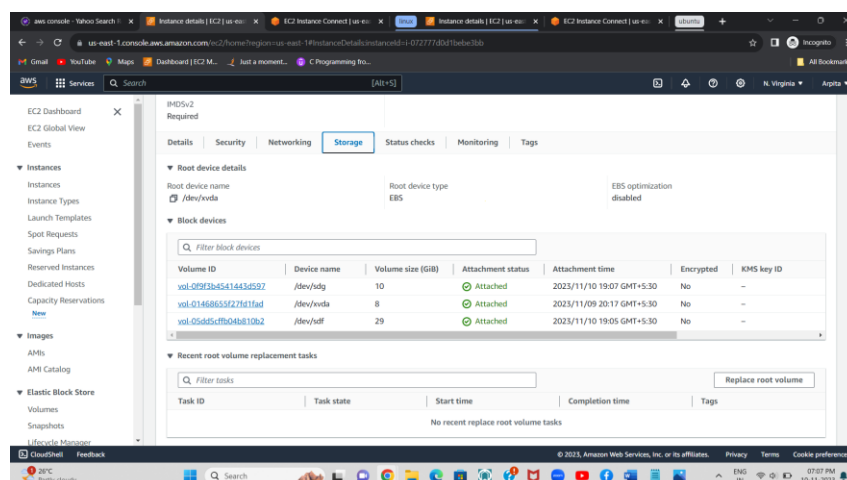 aws console - Yahoo Search R
Instance details | EC2 | us-eas
EC2 Instance Connect | us-ea
linux
Instance details | EC2 | us-eas
EC2 Instance Connect | us-eas
ubuntu
us-east-1.console.aws.amazon.com/ec2/home?region=us-east-1#InstanceDetails:instanceId=i-072777d0d1bebe3bb
Incognito
Gmail YouTube Maps Dashboard | EC2 M... Just a moment... C Programming fro...
All Bookmark
aws Services Search [Alt+S] N. Virginia Arpita
EC2 Dashboard
EC2 Global View
Events
Instances
Instances
Instance Types
Launch Templates
Spot Requests
Savings Plans
Reserved Instances
Dedicated Hosts
Capacity Reservations
New
Images
AMIs
AMI Catalog
Elastic Block Store
Volumes
Snapshots
Lifecycle Manager
IMDSv2
Required
Details Security Networking Storage Status checks Monitoring Tags
Root device details
Root device name Root device type EBS optimization
/dev/xvda EBS disabled
Block devices
Filter block devices
Volume ID Device name Volume size (GiB) Attachment status Attachment time Encrypted KMS key ID
vol-0f9f3b4541443d597 /dev/sdg 10 Attached 2023/11/10 19:07 GMT+5:30 No –
vol-01468655f27fd1fad /dev/xvda 8 Attached 2023/11/09 20:17 GMT+5:30 No –
vol-05dd5cffb04b810b2 /dev/sdf 29 Attached 2023/11/10 19:05 GMT+5:30 No –
Recent root volume replacement tasks
Filter tasks
Replace root volume
Task ID Task state Start time Completion time Tags
No recent replace root volume tasks
CloudShell Feedback © 2023, Amazon Web Services, Inc. or its affiliates. Privacy Terms Cookie preference
26°C
Search
ENG
07:07 PM
10-11-2023